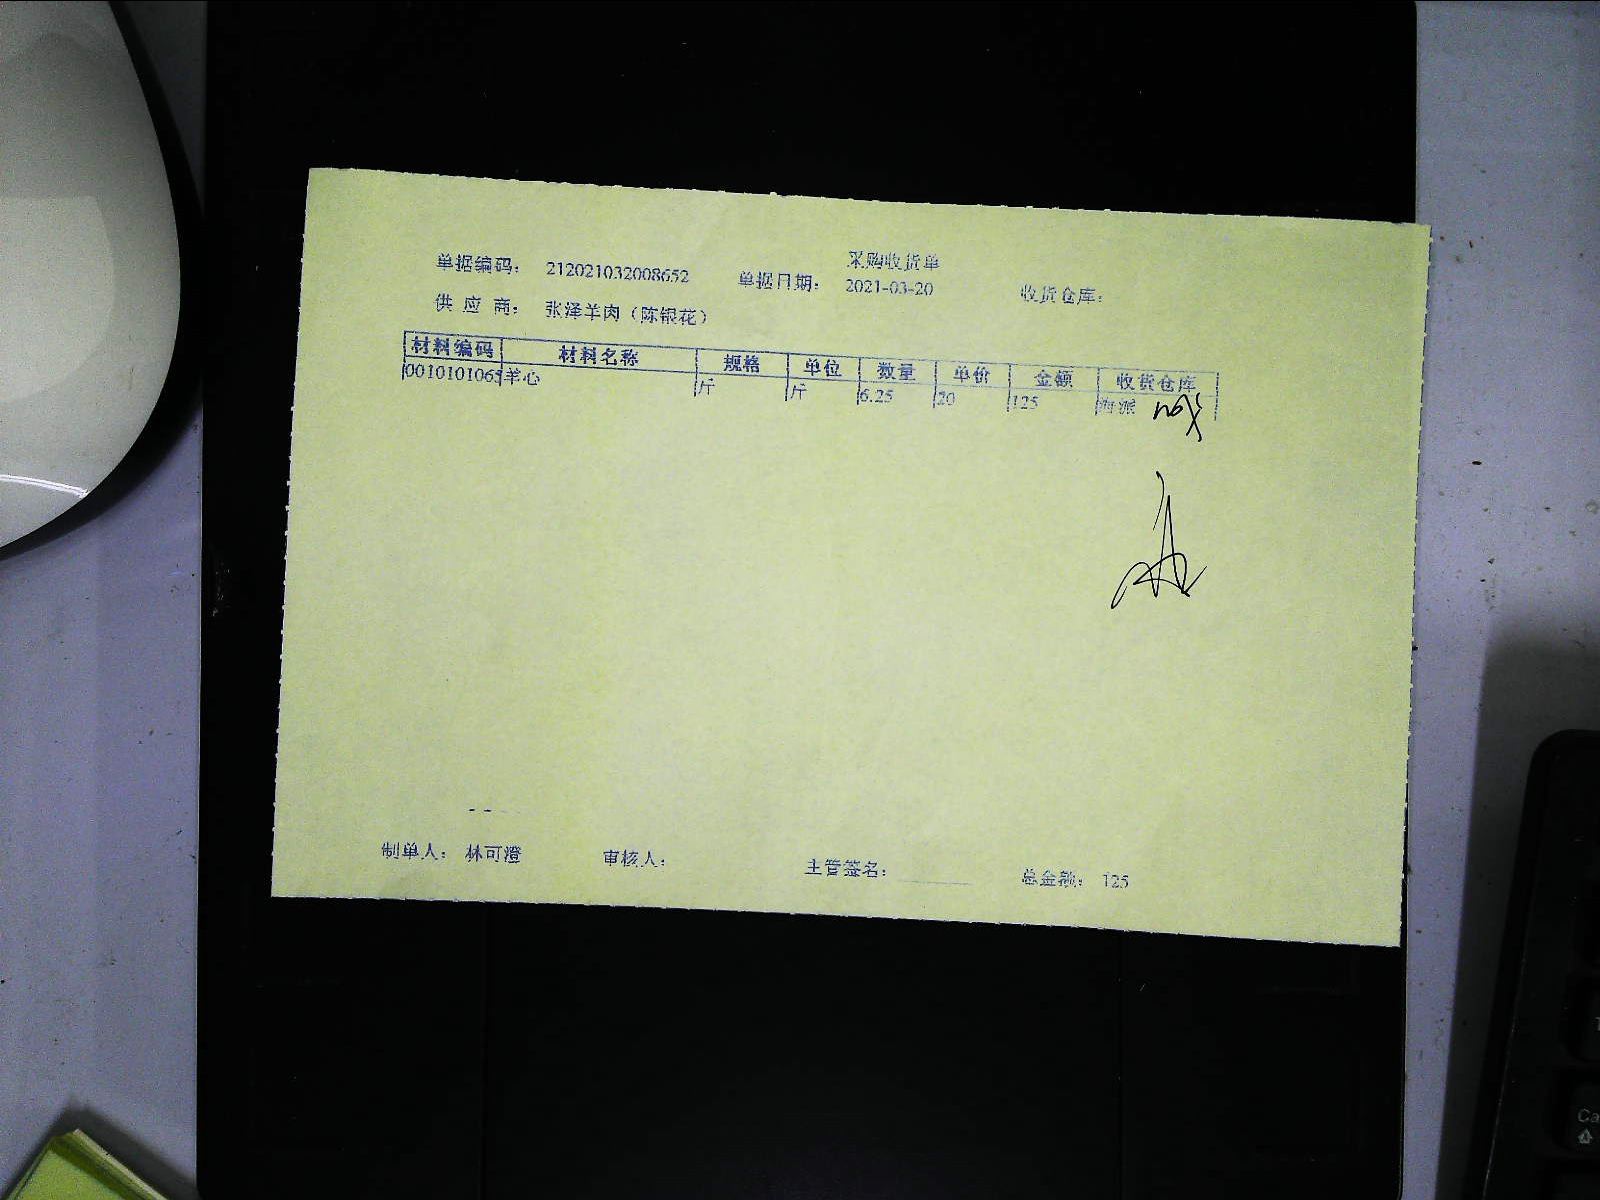 采购收货单
单据编码： 212021032008652 单据日期： 2021-03-20 收货仓库：
供应商： 张泽羊肉（陈银花）
材料编码 材料名称 规格 单位 数量 单价 金额 收货仓库
0010101065 羊心 斤 斤 6.25 20 125 海派
制单人： 林可澄 审核人： 主管签名： 总金额： 125